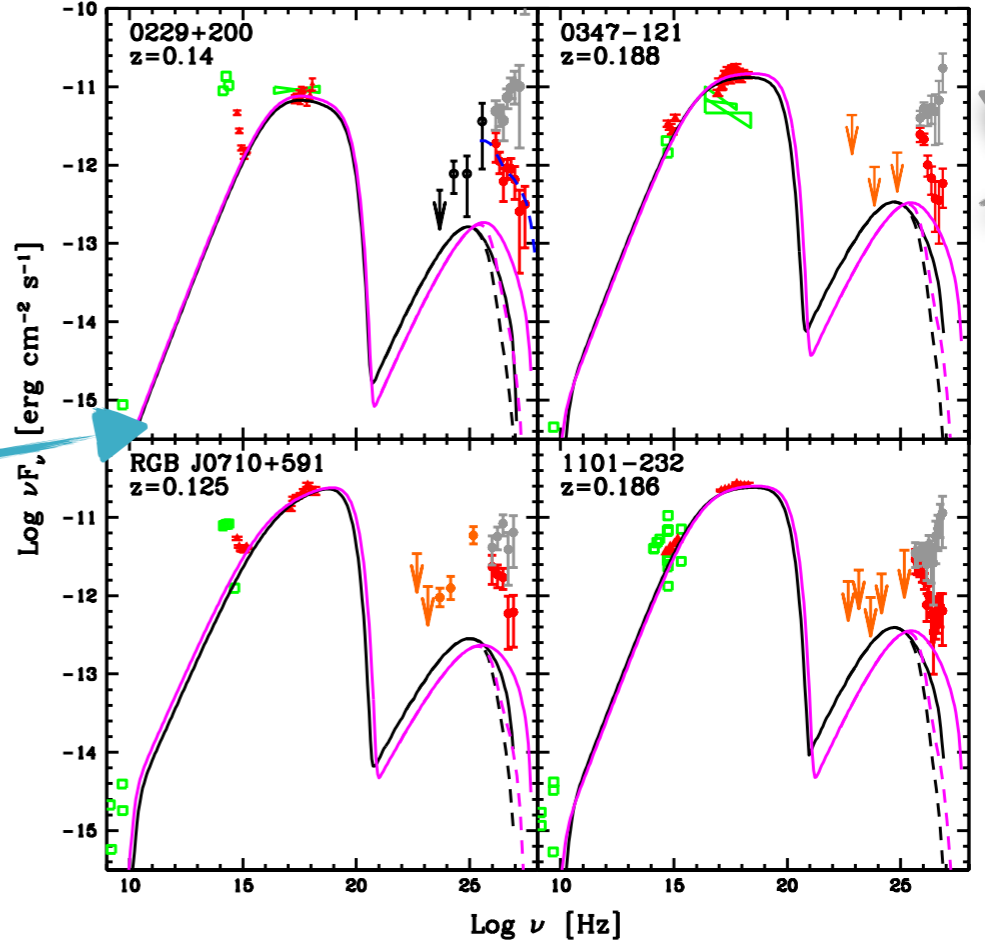 -10
0229+200
z=0.14
0347-121
z=0.188
-11
-12
-13
-14
-15
Log νFν [erg cm−2 s−1]
RGB J0710+591
z=0.125
1101-232
z=0.186
-11
-12
-13
-14
-15
10 15 20 25 10 15 20 25
Log ν [Hz]